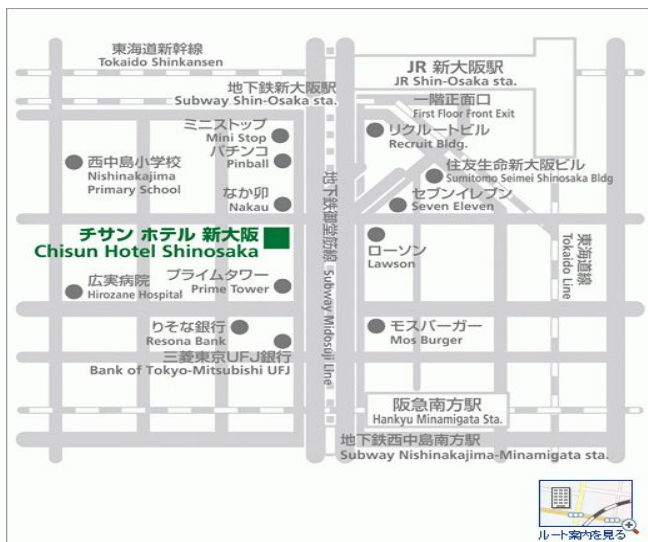 東海道新幹線
Tokaido Shinkansen
JR 新大阪駅
JR Shin-Osaka sta.
地下鉄新大阪駅
Subway Shin-Osaka sta.
一階正面口
First Floor Front Exit
ミニストップ
Mini Stop
リクルートビル
Recruit Bldg.
パチンコ
Pinball
西中島小学校
Nishinakajima
Primary School
住友生命新大阪ビル
Sumitomo Seimei Shinosaka Bldg
なか卯
Nakau
セブンイレブン
Seven Eleven
地下鉄御堂筋線 Subway Midosuji Line
チサン ホテル 新大阪
Chisun Hotel Shinosaka
ローソン
Lawson
東海道線
Tokaido Line
広実病院
Hirozane Hospital
プライムタワー
Prime Tower
りそな銀行
Resona Bank
モスバーガー
Mos Burger
三菱東京UFJ銀行
Bank of Tokyo-Mitsubishi UFJ
阪急南方駅
Hankyu Minamigata Sta.
地下鉄西中島南方駅
Subway Nishinakajima-Minamigata sta.
ルート案内を見る